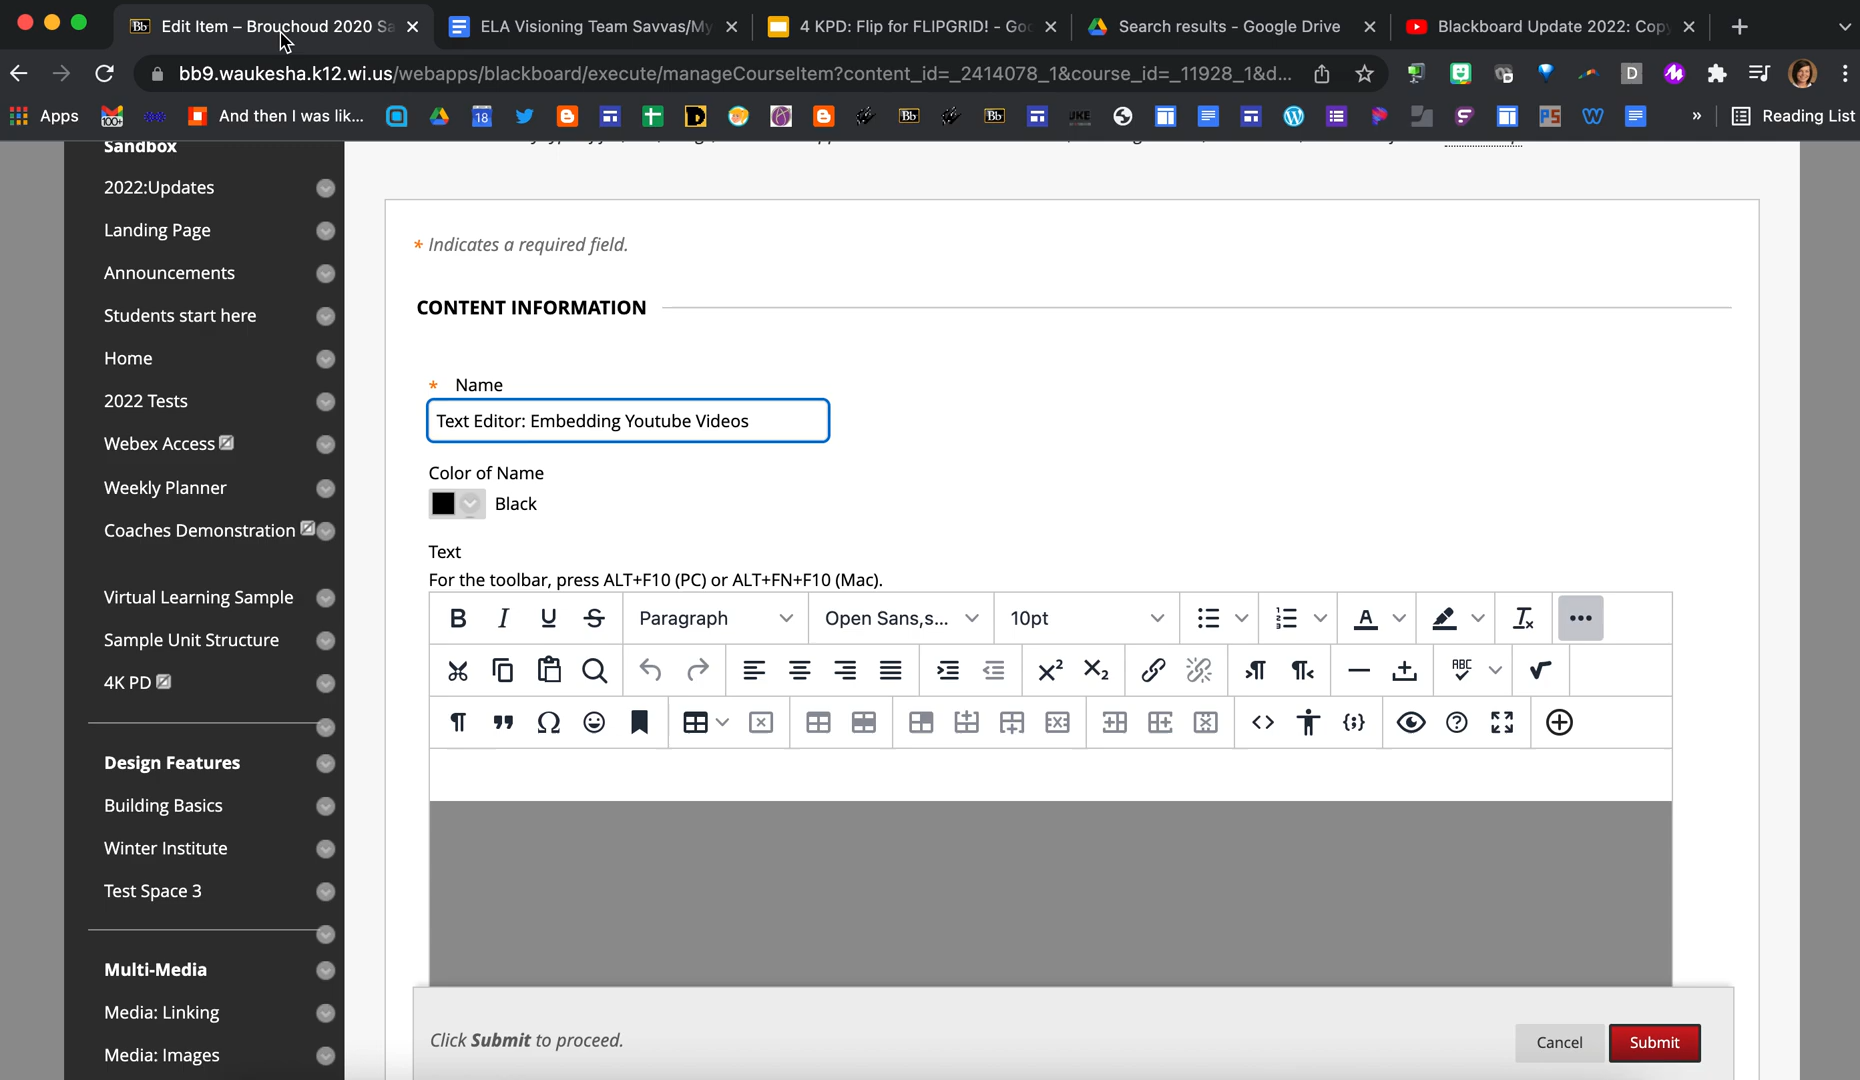 Edit Item – Brouchoud 2020 Sa
ELA Visioning Team Savvas/My
4 KPD: Flip for FLIPGRID! - Goo
Search results - Google Drive
Blackboard Update 2022: Copy
bb9.waukesha.k12.wi.us/webapps/blackboard/execute/manageCourseItem?content_id=_2414078_1&course_id=_11928_1&d...
Apps
And then I was lik...
Reading List
Sandbox
2022:Updates
Landing Page
Announcements
Students start here
Home
2022 Tests
Webex Access
Weekly Planner
Coaches Demonstration
Virtual Learning Sample
Sample Unit Structure
4K PD
Design Features
Building Basics
Winter Institute
Test Space 3
Multi-Media
Media: Linking
Media: Images
* Indicates a required field.
CONTENT INFORMATION
* Name
Text Editor: Embedding Youtube Videos
Color of Name
Black
Text
For the toolbar, press ALT+F10 (PC) or ALT+FN+F10 (Mac).
Paragraph
Open Sans,s...
10pt
Click Submit to proceed.
Cancel
Submit